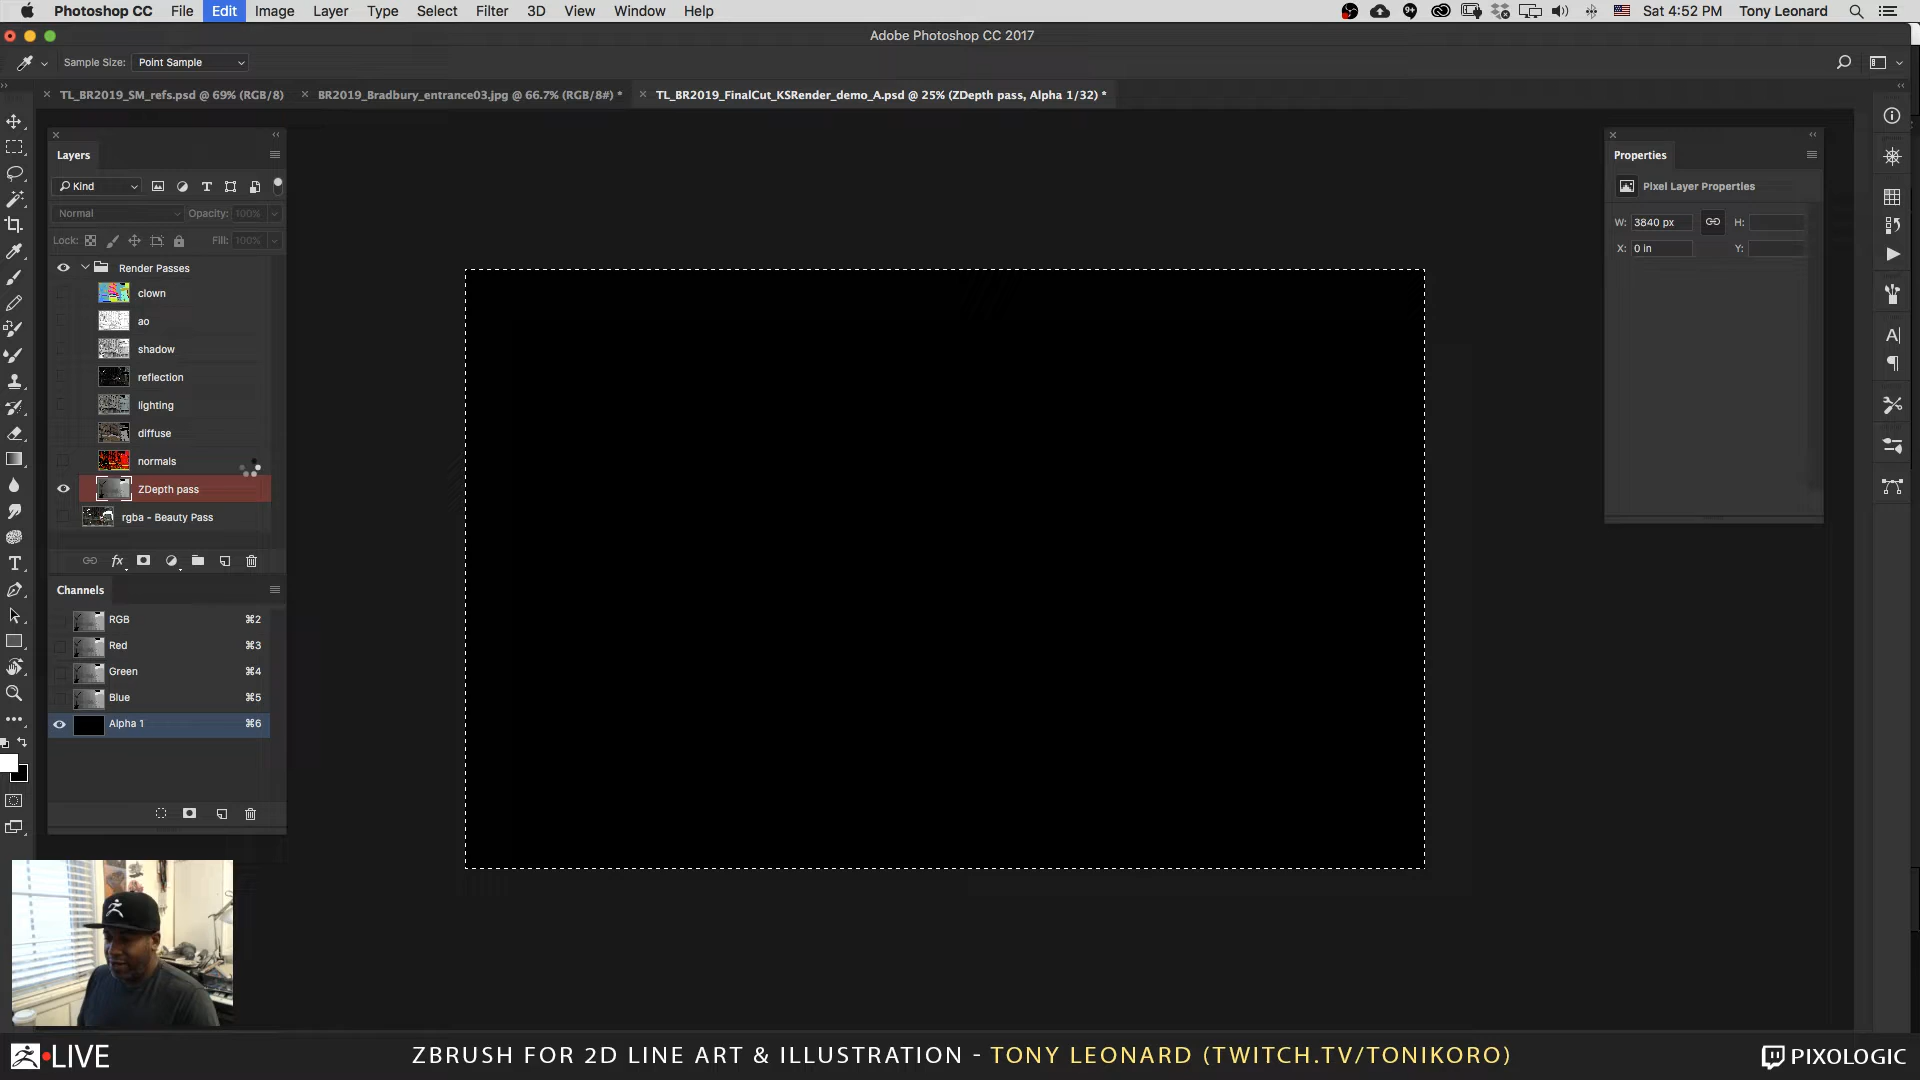 Photoshop CC File Edit Image Layer Type Select Filter 3D View Window Help Sat 4:52 PM Tony Leonard
Adobe Photoshop CC 2017
Sample Size: Point Sample
TL_BR2019_SM_refs.psd @ 69% (RGB/8)
BR2019_Bradbury_entrance03.jpg @ 66.7% (RGB/8#) *
TL_BR2019_FinalCut_KSRender_demo_A.psd @ 25% (ZDepth pass, Alpha 1/32) *
Layers
Kind
Normal Opacity: 100%
Lock: Fill: 100%
Render Passes
clown
ao
shadow
reflection
lighting
diffuse
normals
ZDepth pass
rgba - Beauty Pass
fx
Channels
RGB ⌘2
Red ⌘3
Green ⌘4
Blue ⌘5
Alpha 1 ⌘6
Properties
Pixel Layer Properties
W: 3840 px H:
X: 0 in Y:
LIVE
ZBRUSH FOR 2D LINE ART & ILLUSTRATION - TONY LEONARD (TWITCH.TV/TONIKORO)
PIXOLOGIC